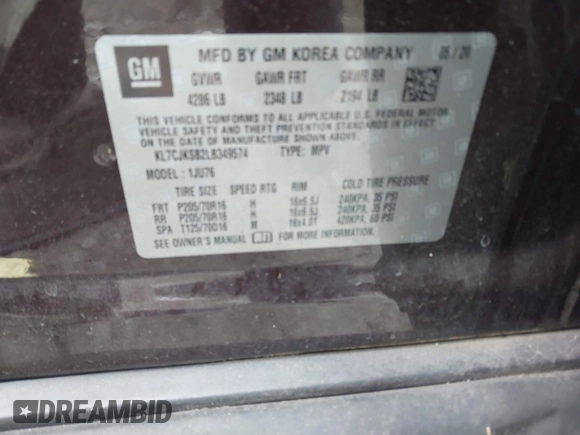 GM
MFD BY GM KOREA COMPANY 05/20
GVWR GAWR FRT GAWR RR
4286 LB 2348 LB 2194 LB
THIS VEHICLE CONFORMS TO ALL APPLICABLE U.S. FEDERAL MOTOR
VEHICLE SAFETY AND THEFT PREVENTION STANDARDS IN EFFECT
ON THE DATE OF MANUFACTURE SHOWN ABOVE.
KL7CJKSB2LB349574 TYPE: MPV
MODEL: 1JU76
TIRE SIZE SPEED RTG RIM COLD TIRE PRESSURE
FRT P205/70R16 H 16x6.5J 240KPA, 35 PSI
RR P205/70R16 H 16x6.5J 240KPA, 35 PSI
SPA T125/70D16 M 16x4.0T 420KPA, 60 PSI
SEE OWNER'S MANUAL FOR MORE INFORMATION.
DREAMBID